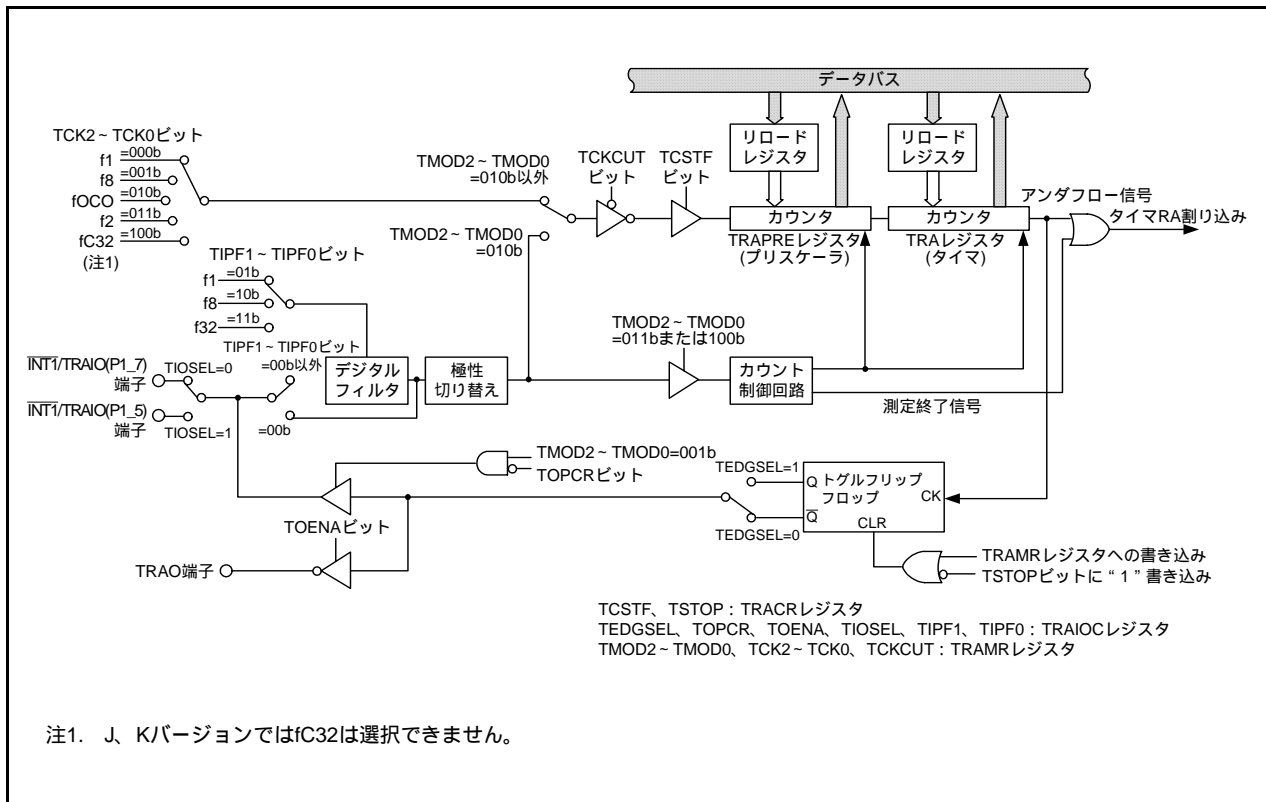 データバス
リロード
レジスタ
リロード
レジスタ
TCK2～TCK0ビット
f1 =000b
f8 =001b
fOCO =010b
f2 =011b
fC32 =100b
(注1)
TMOD2～TMOD0
=010b以外
TCKCUT
ビット
TCSTF
ビット
カウンタ
TRAPREレジスタ
(プリスケーラ)
カウンタ
TRAレジスタ
(タイマ)
アンダフロー信号
タイマRA割り込み
TMOD2～TMOD0
=010b
TIPF1～TIPF0ビット
f1 =01b
f8 =10b
f32 =11b
TMOD2～TMOD0
=011bまたは100b
INT1/TRAIO(P1_7)
端子
TIOSEL=0
TIPF1～TIPF0ビット
=00b以外
デジタル
フィルタ
極性
切り替え
カウント
制御回路
測定終了信号
INT1/TRAIO(P1_5)
端子
TIOSEL=1
=00b
TMOD2～TMOD0=001b
TOPCRビット
TEDGSEL=1
Q トグルフリップ
フロップ
CK
Q
CLR
TEDGSEL=0
TOENAビット
TRAO端子
TRAMRレジスタへの書き込み
TSTOPビットに“1”書き込み
TCSTF、TSTOP：TRACRレジスタ
TEDGSEL、TOPCR、TOENA、TIOSEL、TIPF1、TIPF0：TRAIOCレジスタ
TMOD2～TMOD0、TCK2～TCK0、TCKCUT：TRAMRレジスタ
注1. J、KバージョンではfC32は選択できません。